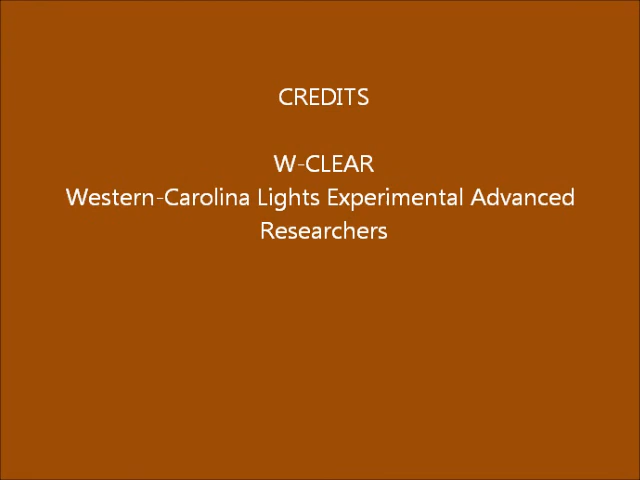 CREDITS
W-CLEAR
Western-Carolina Lights Experimental Advanced
Researchers